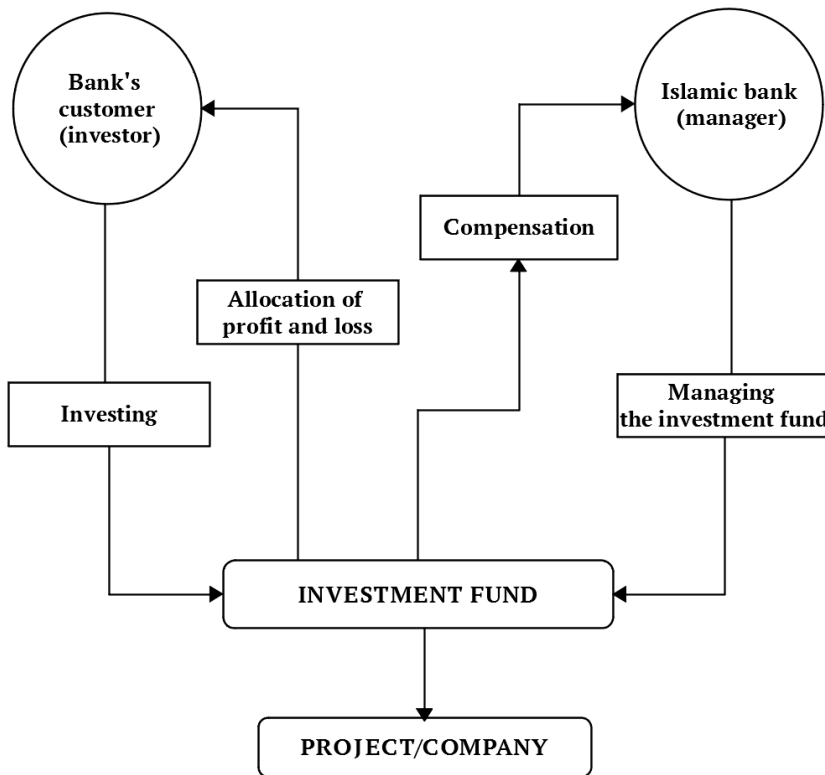 Bank's
customer
(investor)
Islamic bank
(manager)
Compensation
Allocation of
profit and loss
Investing
Managing
the investment fund
INVESTMENT FUND
PROJECT/COMPANY